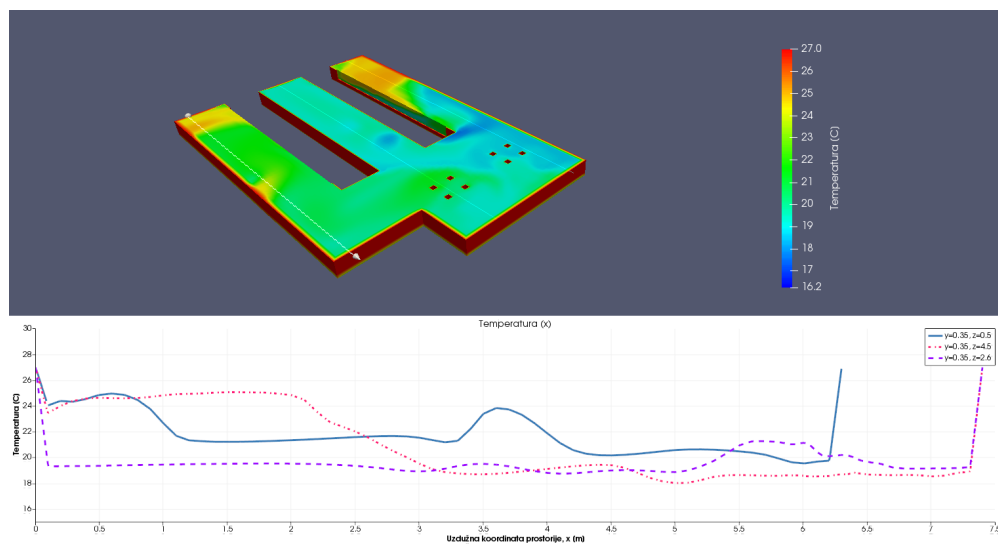 27.0
26
25
24
23
22
21
20
19
18
17
16.2
Temperatura (C)
Temperatura (x)
30
28
26
24
22
20
18
16
Temperatura (C)
y=0.35, z=0.5
y=0.35, z=4.5
y=0.35, z=2.6
0 0.5 1 1.5 2 2.5 3 3.5 4 4.5 5 5.5 6 6.5 7 7.5
Uzdužna koordinata prostorije, x (m)